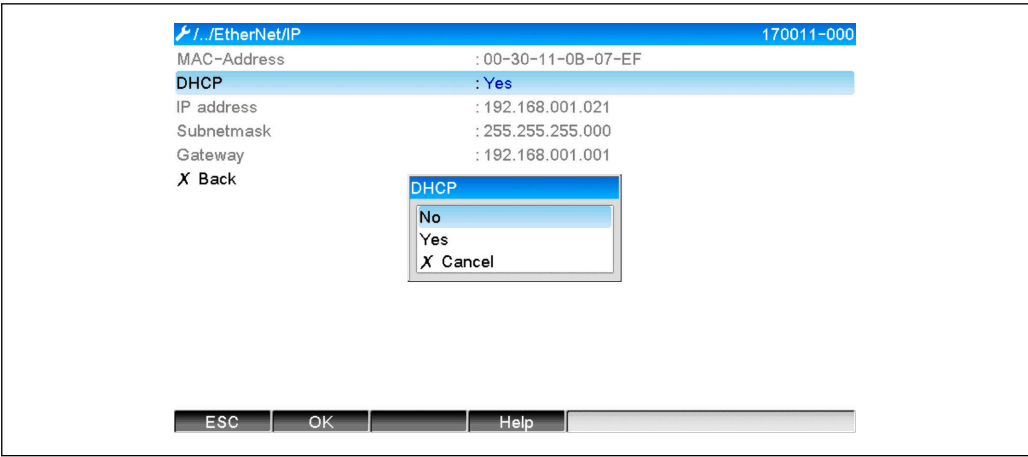 /../EtherNet/IP 170011-000
MAC-Address : 00-30-11-0B-07-EF
DHCP : Yes
IP address : 192.168.001.021
Subnetmask : 255.255.255.000
Gateway : 192.168.001.001
✗ Back
DHCP
No
Yes
✗ Cancel
ESC OK Help